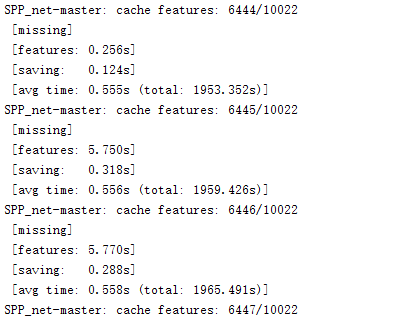 SPP_net-master: cache features: 6444/10022
[missing]
[features: 0.256s]
[saving:   0.124s]
[avg time: 0.555s (total: 1953.352s)]
SPP_net-master: cache features: 6445/10022
[missing]
[features: 5.750s]
[saving:   0.318s]
[avg time: 0.556s (total: 1959.426s)]
SPP_net-master: cache features: 6446/10022
[missing]
[features: 5.770s]
[saving:   0.288s]
[avg time: 0.558s (total: 1965.491s)]
SPP_net-master: cache features: 6447/10022